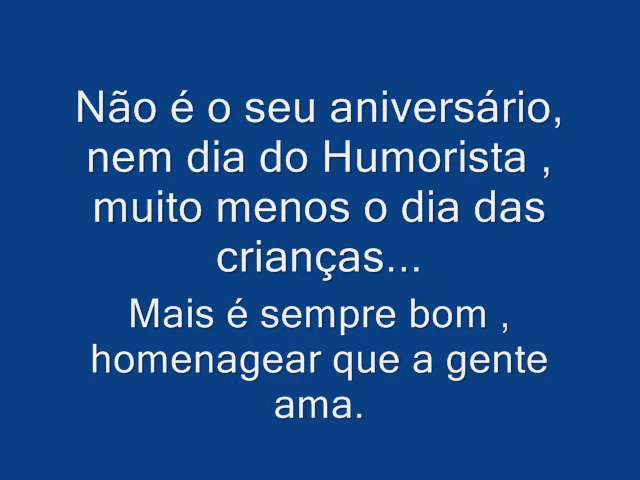 Não é o seu aniversário,
nem dia do Humorista ,
muito menos o dia das
crianças...
Mais é sempre bom ,
homenagear que a gente
ama.